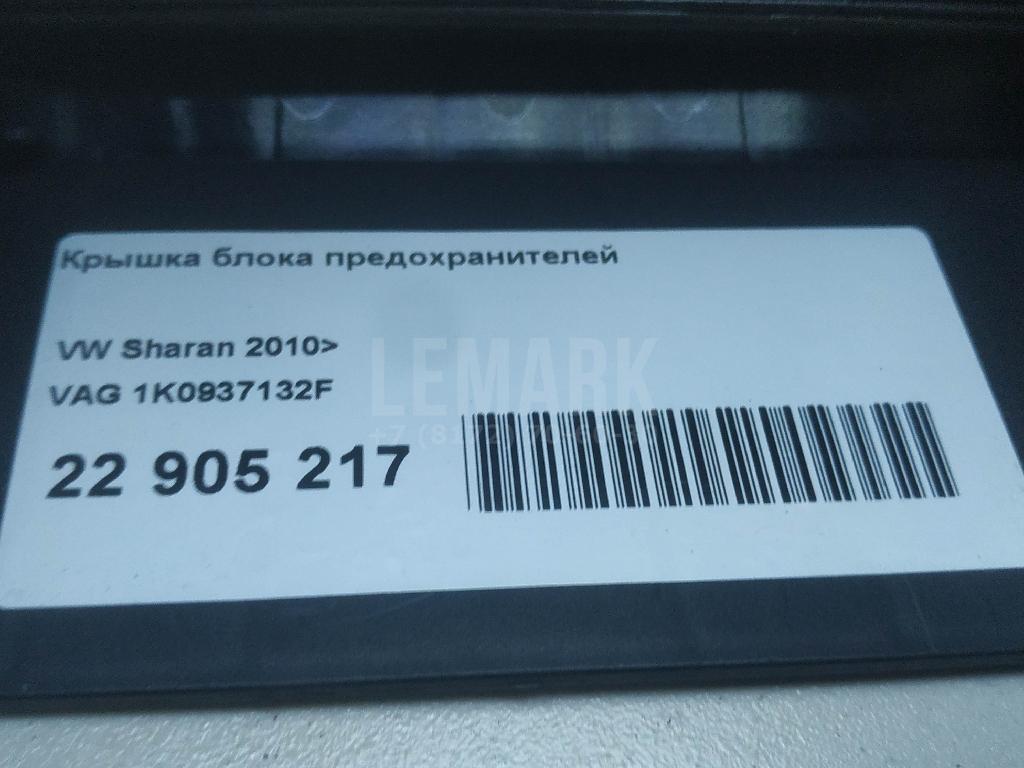 Крышка блока предохранителей
VW Sharan 2010>
VAG 1K0937132F
22 905 217
LEMARK